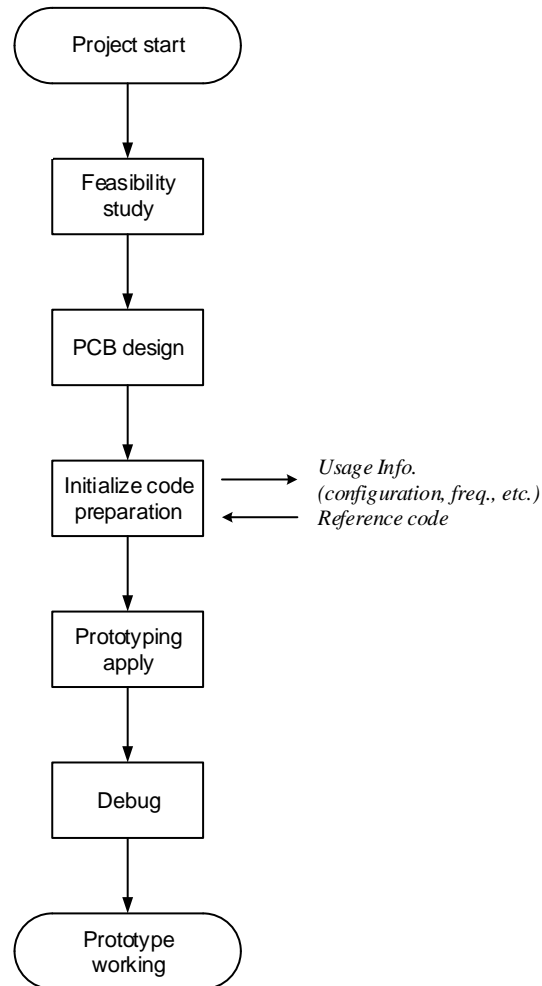 Project start
Feasibility
study
PCB design
Initialize code
preparation
Usage Info.
(configuration, freq., etc.)
Reference code
Prototyping
apply
Debug
Prototype
working